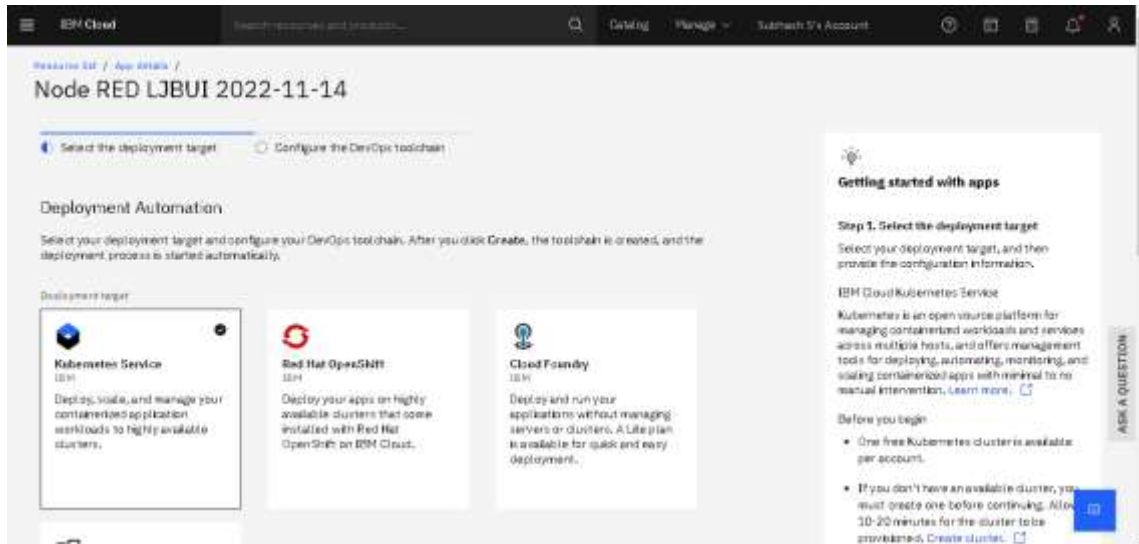 IBM Cloud
Search resources and products...
Catalog
Manage
Subhash S's Account
Resource list / App details /
Node RED LJBUI 2022-11-14
Select the deployment target
Configure the DevOps toolchain
Deployment Automation
Select your deployment target and configure your DevOps toolchain. After you click Create, the toolchain is created, and the
deployment process is started automatically.
Deployment target
Kubernetes Service
IBM
Deploy, scale, and manage your
containerized application
workloads to highly available
clusters.
Red Hat OpenShift
IBM
Deploy your apps on highly
available clusters that come
installed with Red Hat
OpenShift on IBM Cloud.
Cloud Foundry
IBM
Deploy and run your
applications without managing
servers or clusters. A Lite plan
is available for quick and easy
deployment.
Getting started with apps
Step 1. Select the deployment target
Select your deployment target, and then
provide the configuration information.
IBM Cloud Kubernetes Service
Kubernetes is an open source platform for
managing containerized workloads and services
across multiple hosts, and offers management
tools for deploying, automating, monitoring, and
scaling containerized apps with minimal to no
manual intervention. Learn more.
Before you begin
• One free Kubernetes cluster is available
per account.
• If you don't have an available cluster, you
must create one before continuing. Allow
10-20 minutes for the cluster to be
provisioned. Create cluster.
ASK A QUESTION